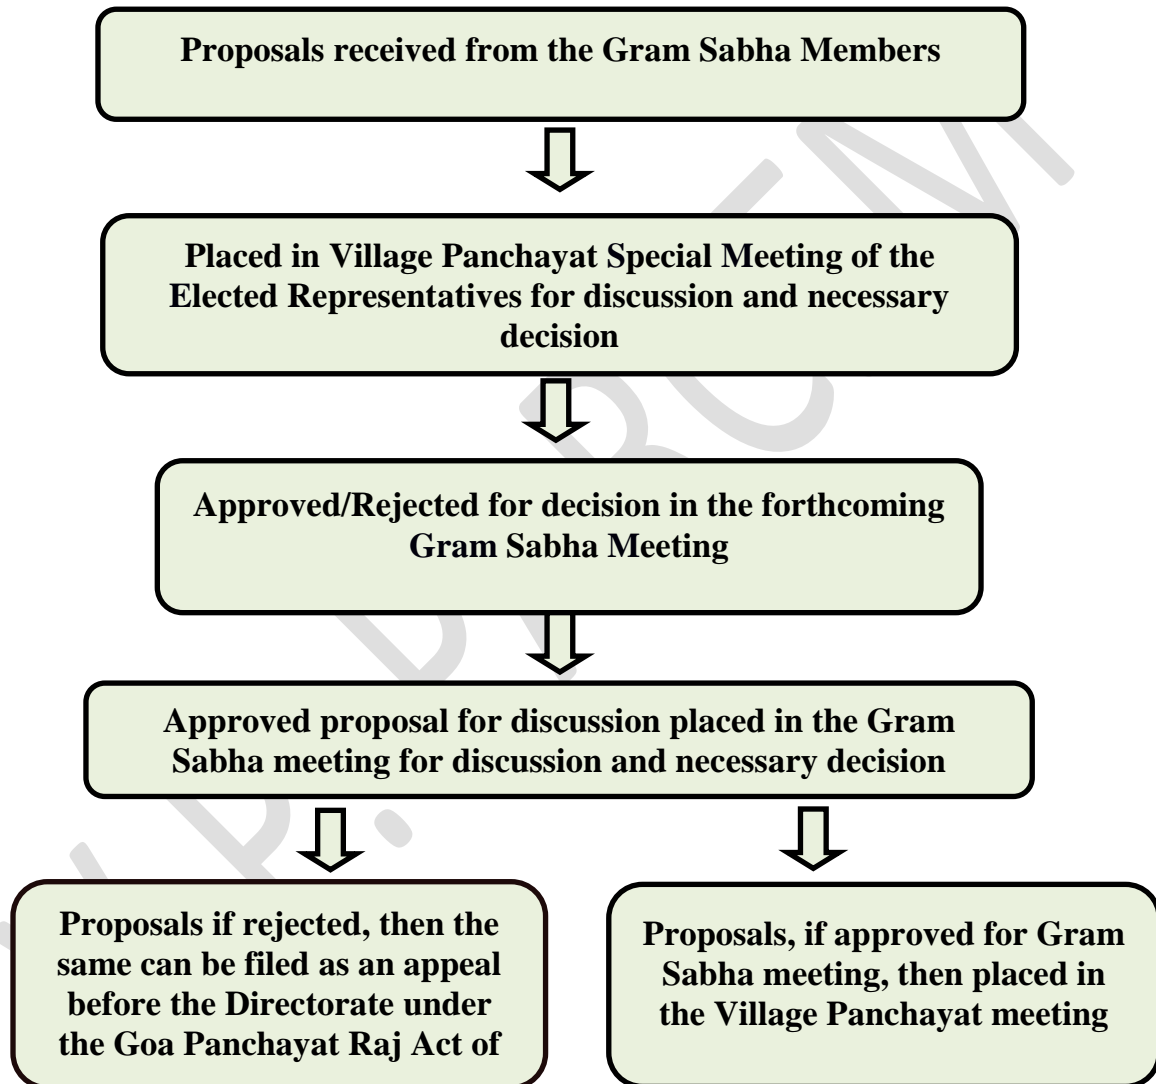 Proposals received from the Gram Sabha Members
Placed in Village Panchayat Special Meeting of the
Elected Representatives for discussion and necessary
decision
Approved/Rejected for decision in the forthcoming
Gram Sabha Meeting
Approved proposal for discussion placed in the Gram
Sabha meeting for discussion and necessary decision
Proposals if rejected, then the
same can be filed as an appeal
before the Directorate under
the Goa Panchayat Raj Act of
Proposals, if approved for Gram
Sabha meeting, then placed in
the Village Panchayat meeting